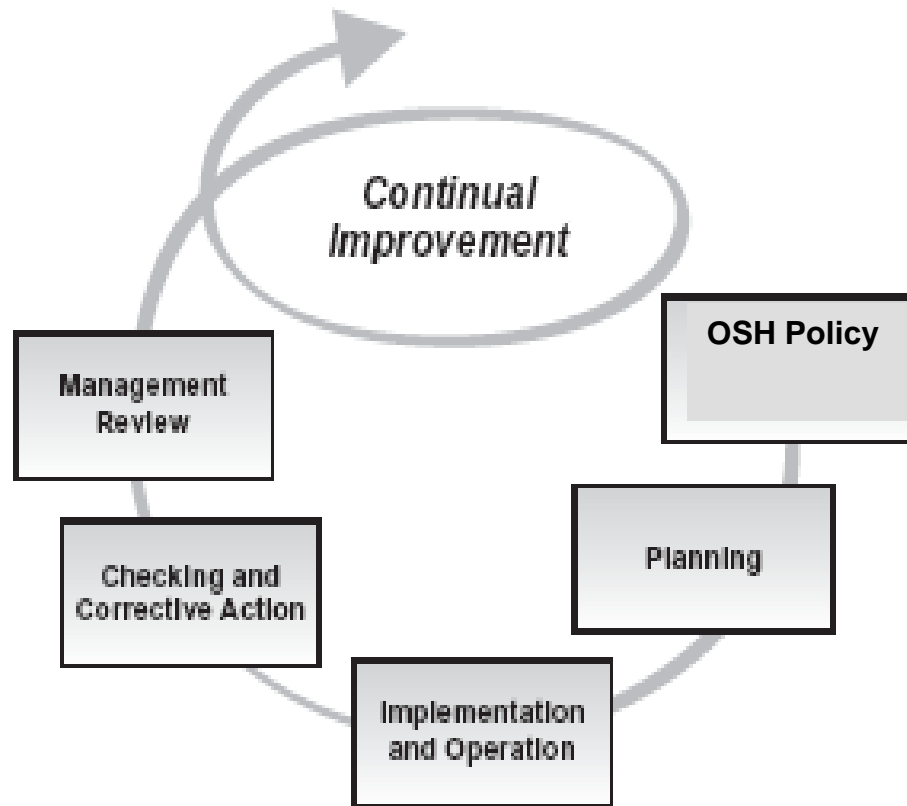 Continual
Improvement
OSH Policy
Management
Review
Planning
Checking and
Corrective Action
Implementation
and Operation